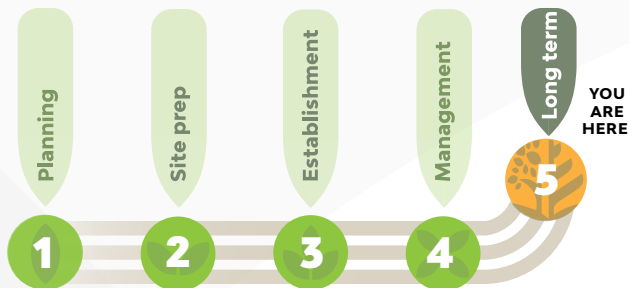 Planning
Site prep
Establishment
Management
Long term
YOU
ARE
HERE
1
2
3
4
5